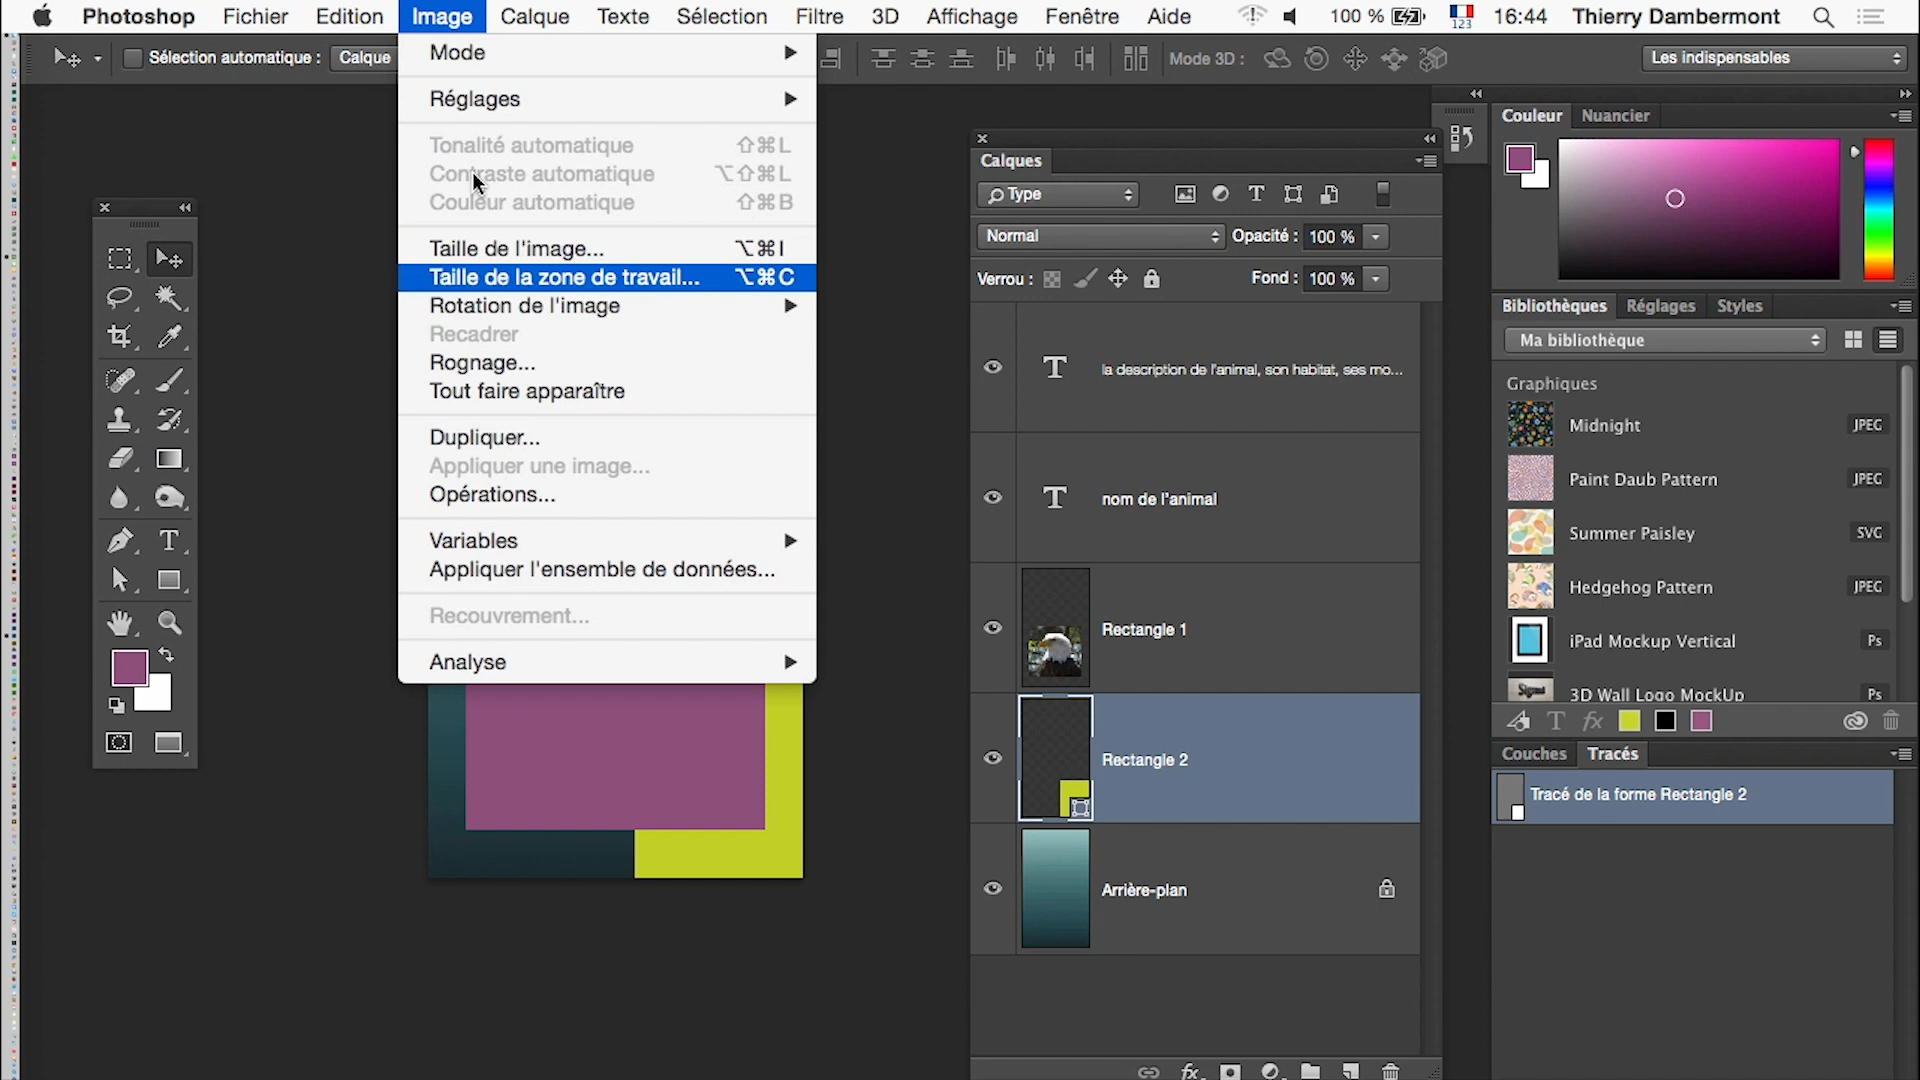 Photoshop Fichier Edition Image Calque Texte Sélection Filtre 3D Affichage Fenêtre Aide 100 % 123 16:44 Thierry Dambermont
Sélection automatique : Calque Mode 3D : Les indispensables
Mode
Réglages
Tonalité automatique ⇧⌘L
Contraste automatique ⌥⇧⌘L
Couleur automatique ⇧⌘B
Taille de l'image... ⌥⌘I
Taille de la zone de travail... ⌥⌘C
Rotation de l'image
Recadrer
Rognage...
Tout faire apparaître
Dupliquer...
Appliquer une image...
Opérations...
Variables
Appliquer l'ensemble de données...
Recouvrement...
Analyse
Calques
Type
Normal Opacité : 100 %
Verrou : Fond : 100 %
la description de l'animal, son habitat, ses mo...
nom de l'animal
Rectangle 1
Rectangle 2
Arrière-plan
Couleur Nuancier
Bibliothèques Réglages Styles
Ma bibliothèque
Graphiques
Midnight JPEG
Paint Daub Pattern JPEG
Summer Paisley SVG
Hedgehog Pattern JPEG
iPad Mockup Vertical Ps
3D Wall Logo MockUp Ps
Couches Tracés
Tracé de la forme Rectangle 2